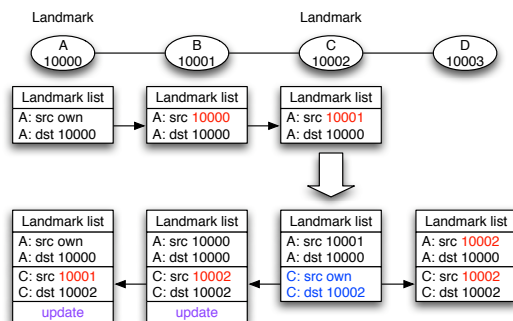 Landmark
Landmark
A
10000
B
10001
C
10002
D
10003
Landmark list
A: src own
A: dst 10000
Landmark list
A: src 10000
A: dst 10000
Landmark list
A: src 10001
A: dst 10000
Landmark list
A: src own
A: dst 10000
C: src 10001
C: dst 10002
update
Landmark list
A: src 10000
A: dst 10000
C: src 10002
C: dst 10002
update
Landmark list
A: src 10001
A: dst 10000
C: src own
C: dst 10002
Landmark list
A: src 10002
A: dst 10000
C: src 10002
C: dst 10002